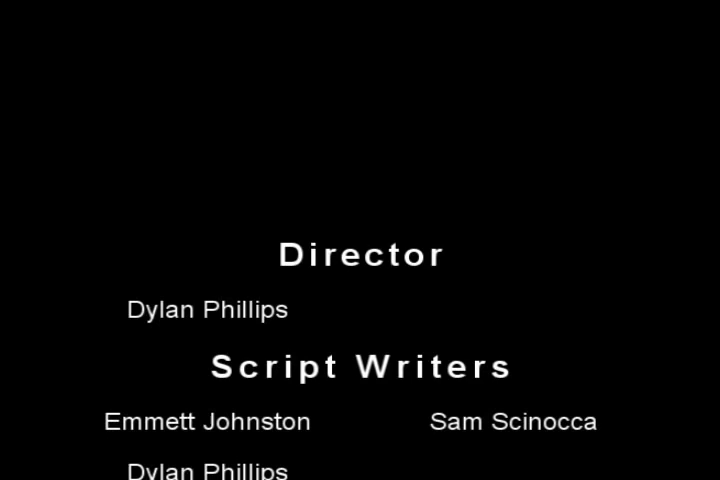 Director
Dylan Phillips
Script Writers
Emmett Johnston Sam Scinocca
Dylan Phillips